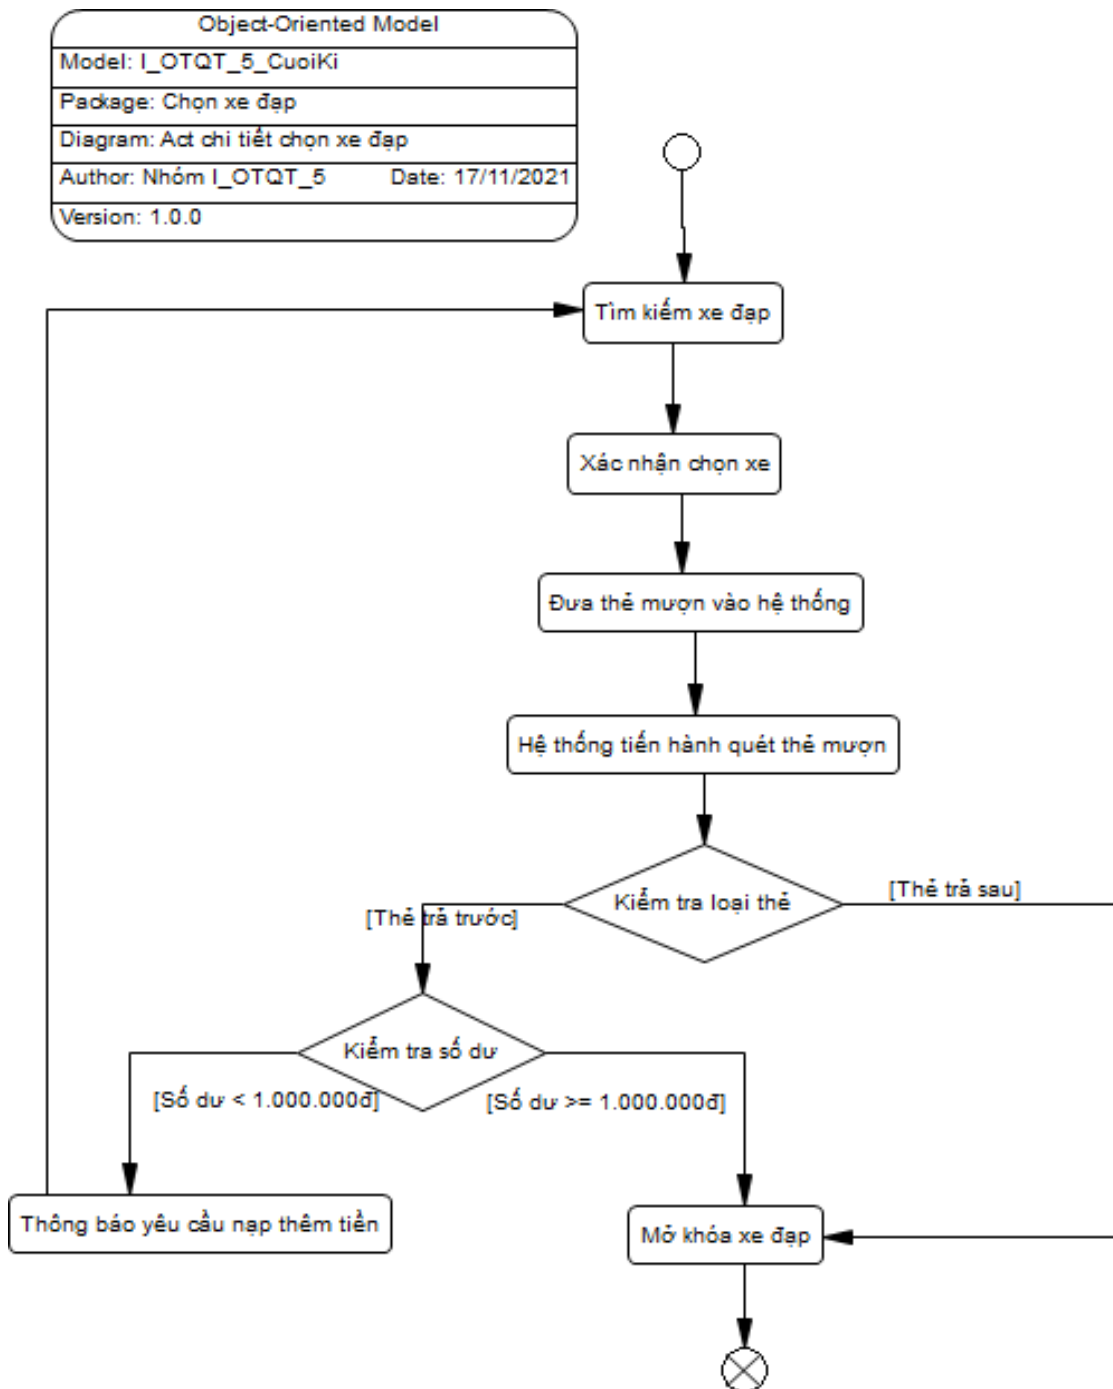 Object-Oriented Model
Model: I_OTQT_5_CuoiKi
Package: Chọn xe đạp
Diagram: Act chi tiết chọn xe đạp
Author: Nhóm I_OTQT_5 Date: 17/11/2021
Version: 1.0.0
Tìm kiếm xe đạp
Xác nhận chọn xe
Đưa thẻ mượn vào hệ thống
Hệ thống tiến hành quét thẻ mượn
Kiểm tra loại thẻ
[Thẻ trả sau]
[Thẻ trả trước]
Kiểm tra số dư
[Số dư < 1.000.000đ]
[Số dư >= 1.000.000đ]
Thông báo yêu cầu nạp thêm tiền
Mở khóa xe đạp